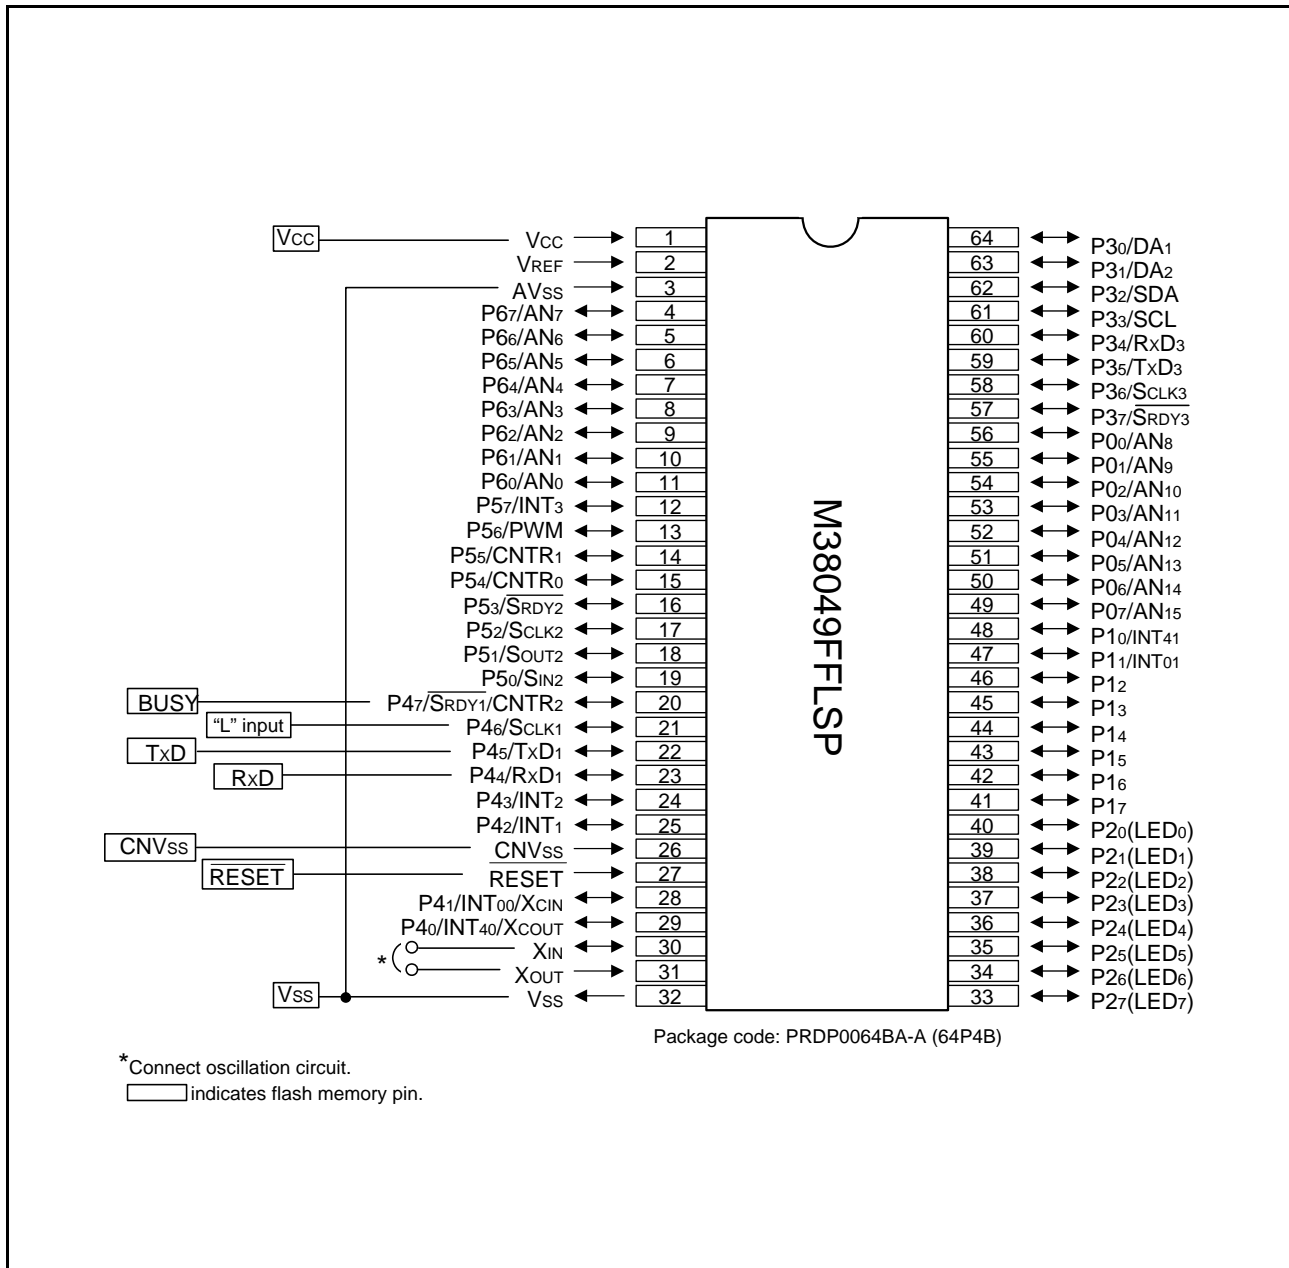 VCC VCC 1 64 P30/DA1
VREF 2 63 P31/DA2
AVSS 3 62 P32/SDA
P67/AN7 4 61 P33/SCL
P66/AN6 5 60 P34/RXD3
P65/AN5 6 59 P35/TXD3
P64/AN4 7 58 P36/SCLK3
P63/AN3 8 57 P37/SRDY3
P62/AN2 9 56 P00/AN8
P61/AN1 10 55 P01/AN9
P60/AN0 11 54 P02/AN10
P57/INT3 12 53 P03/AN11
P56/PWM 13 52 P04/AN12
P55/CNTR1 14 51 P05/AN13
P54/CNTR0 15 50 P06/AN14
P53/SRDY2 16 49 P07/AN15
P52/SCLK2 17 48 P10/INT41
P51/SOUT2 18 47 P11/INT01
P50/SIN2 19 46 P12
BUSY P47/SRDY1/CNTR2 20 45 P13
“L” input P46/SCLK1 21 44 P14
TXD P45/TXD1 22 43 P15
RXD P44/RXD1 23 42 P16
P43/INT2 24 41 P17
P42/INT1 25 40 P20(LED0)
CNVSS CNVSS 26 39 P21(LED1)
RESET RESET 27 38 P22(LED2)
P41/INT00/XCIN 28 37 P23(LED3)
P40/INT40/XCOUT 29 36 P24(LED4)
* XIN 30 35 P25(LED5)
XOUT 31 34 P26(LED6)
VSS VSS 32 33 P27(LED7)
M38049FFLSP
Package code: PRDP0064BA-A (64P4B)
*Connect oscillation circuit.
indicates flash memory pin.